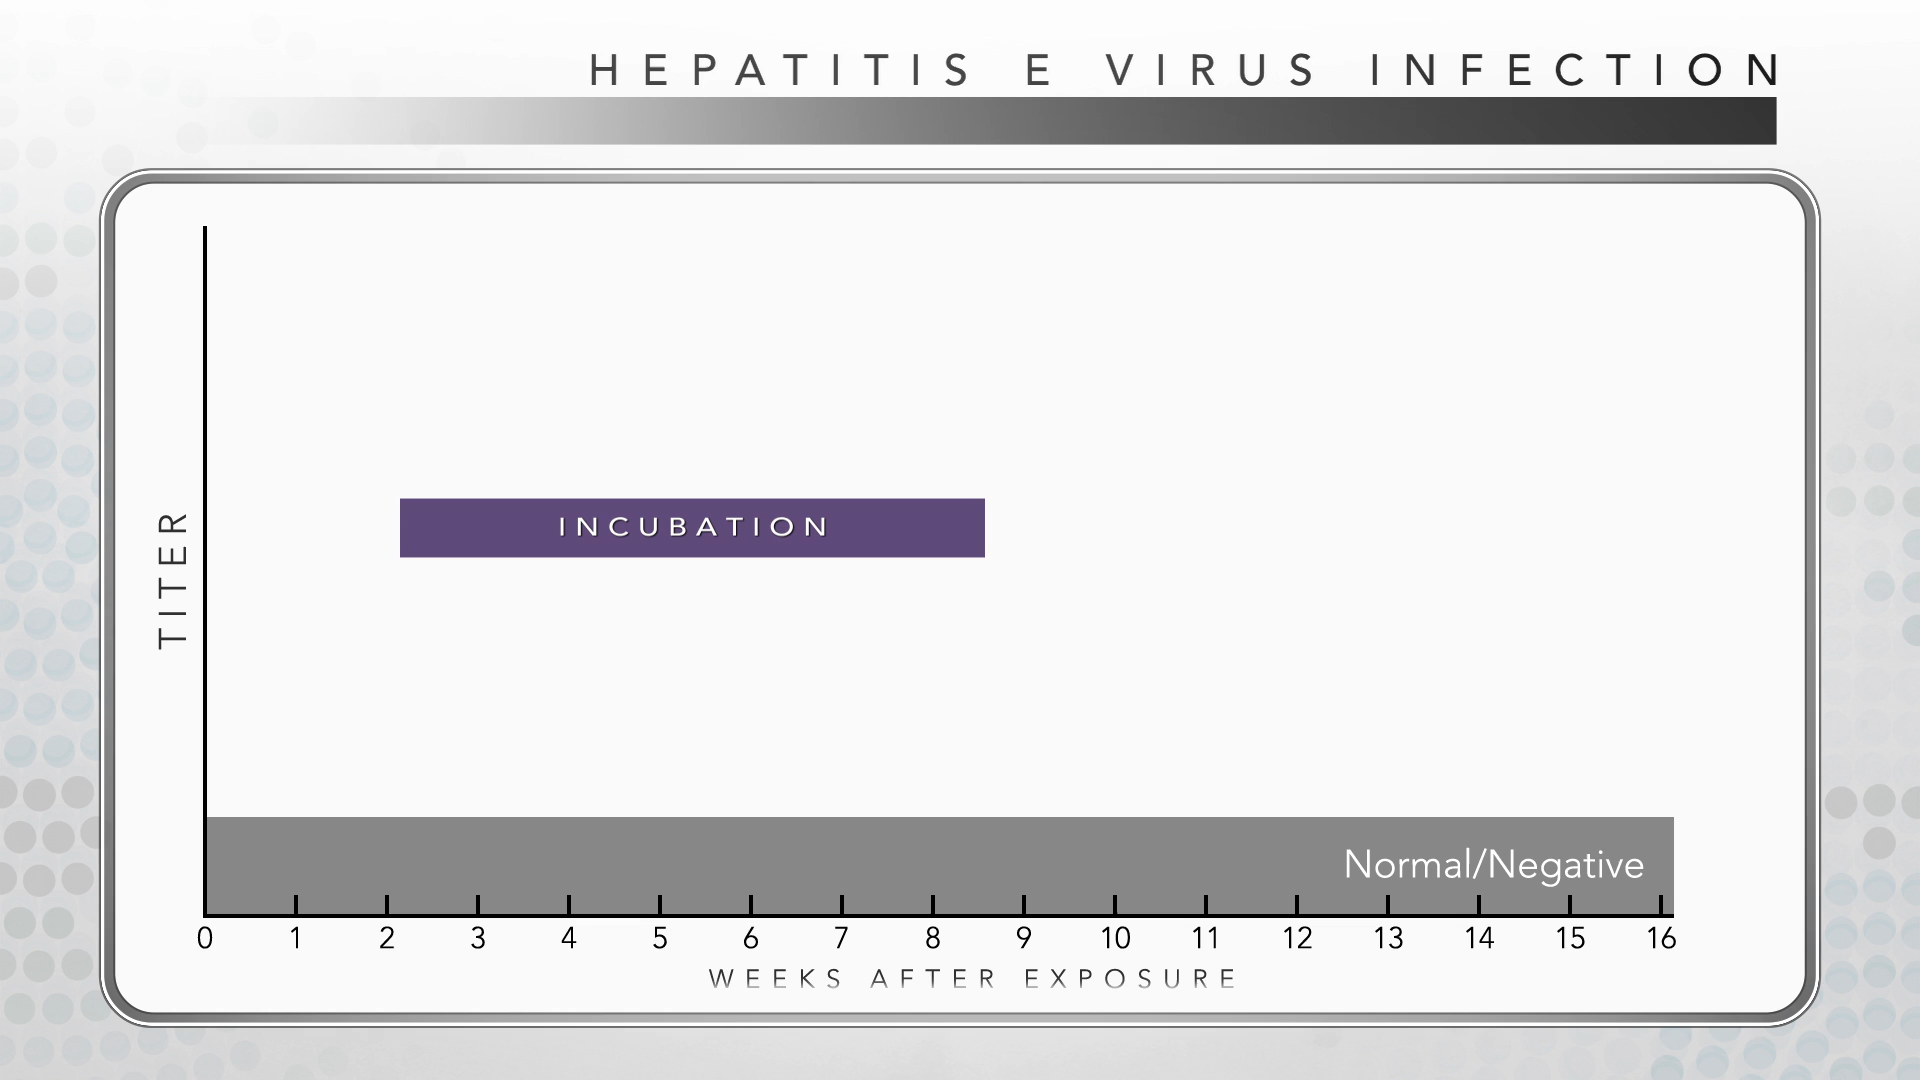 HEPATITIS E VIRUS INFECTION
TITER
INCUBATION
Normal/Negative
0 1 2 3 4 5 6 7 8 9 10 11 12 13 14 15 16
WEEKS AFTER EXPOSURE